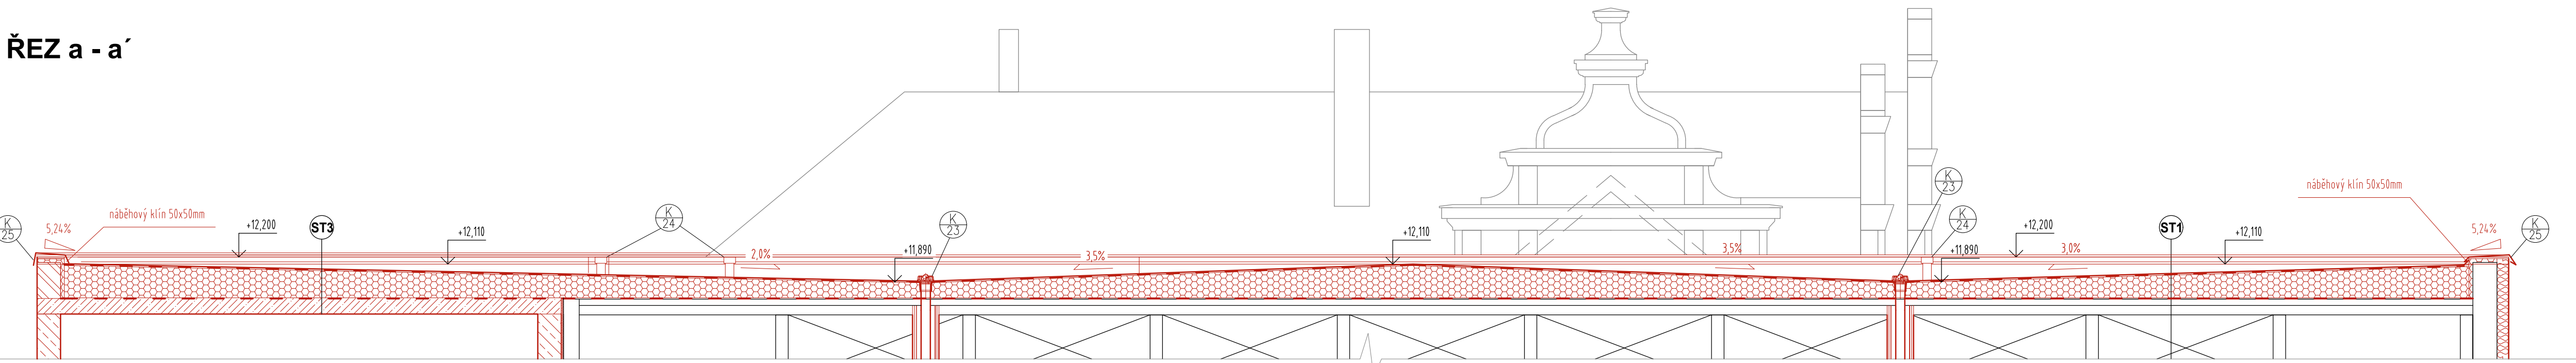 ŘEZ a - a´
K
25
5,24%
náběhový klín 50x50mm
+12,200
ST3
+12,110
K
24
2,0%
+11,890
K
23
3,5%
+12,110
3,5%
K
23
K
24
+11,890
+12,200
3,0%
ST1
+12,110
náběhový klín 50x50mm
5,24%
K
25